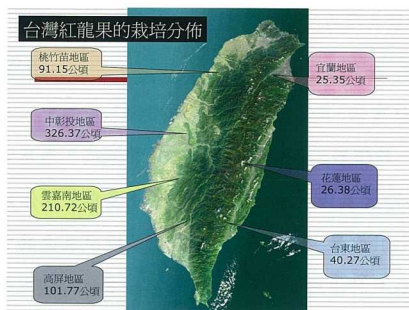 台灣紅龍果的栽培分佈
桃竹苗地區
91.15公頃
宜蘭地區
25.35公頃
中彰投地區
326.37公頃
雲嘉南地區
210.72公頃
花蓮地區
26.38公頃
高屏地區
101.77公頃
台東地區
40.27公頃